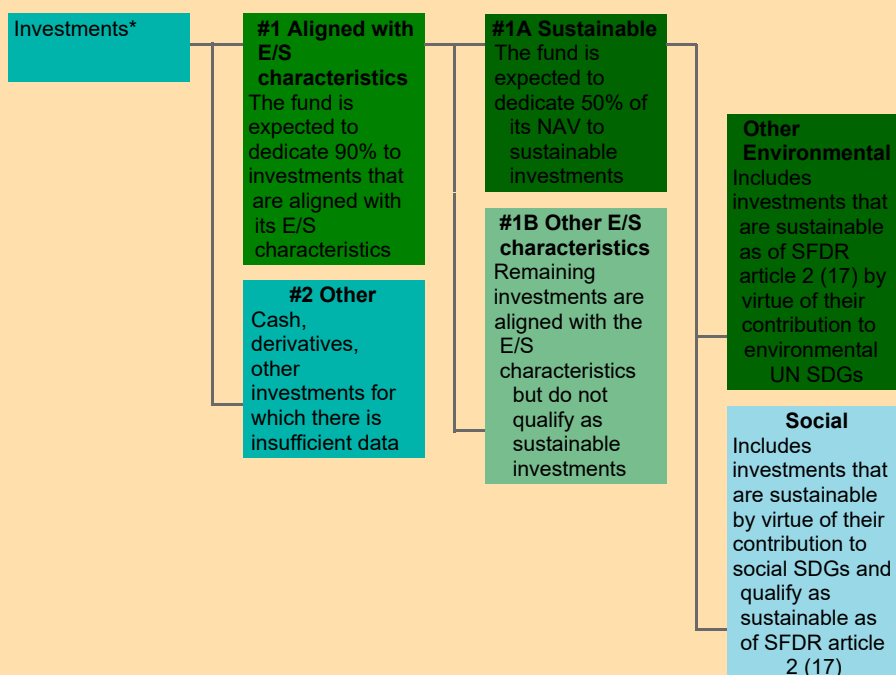 Investments*
#1 Aligned with
E/S
characteristics
The fund is
expected to
dedicate 90% to
investments that
are aligned with
its E/S
characteristics
#2 Other
Cash,
derivatives,
other
investments for
which there is
insufficient data
#1A Sustainable
The fund is
expected to
dedicate 50% of
its NAV to
sustainable
investments
#1B Other E/S
characteristics
Remaining
investments are
aligned with the
E/S
characteristics
but do not
qualify as
sustainable
investments
Other
Environmental
Includes
investments that
are sustainable
as of SFDR
article 2 (17) by
virtue of their
contribution to
environmental
UN SDGs
Social
Includes
investments that
are sustainable
by virtue of their
contribution to
social SDGs and
qualify as
sustainable as
of SFDR article
2 (17)